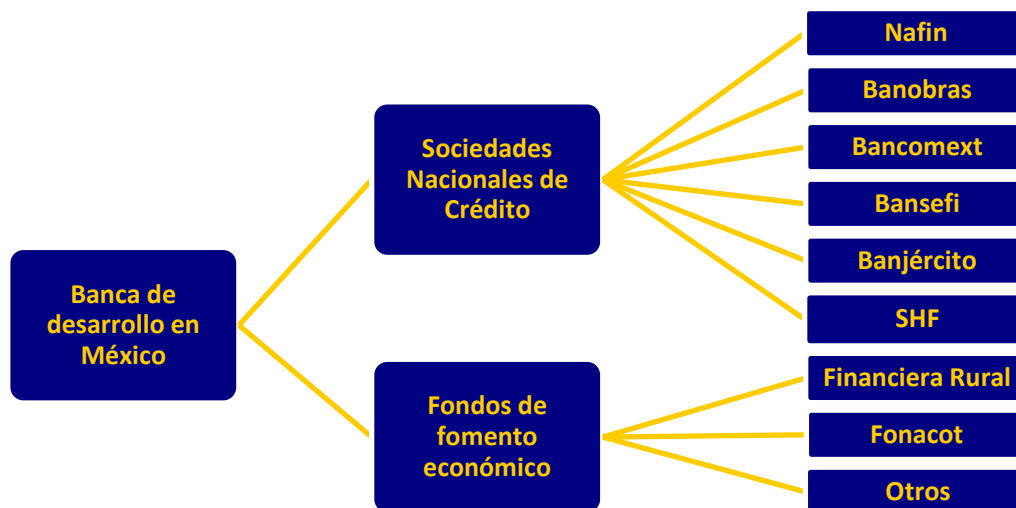 Banca de
desarrollo en
México
Sociedades
Nacionales de
Crédito
Nafin
Banobras
Bancomext
Bansefi
Banjército
SHF
Fondos de
fomento
económico
Financiera Rural
Fonacot
Otros